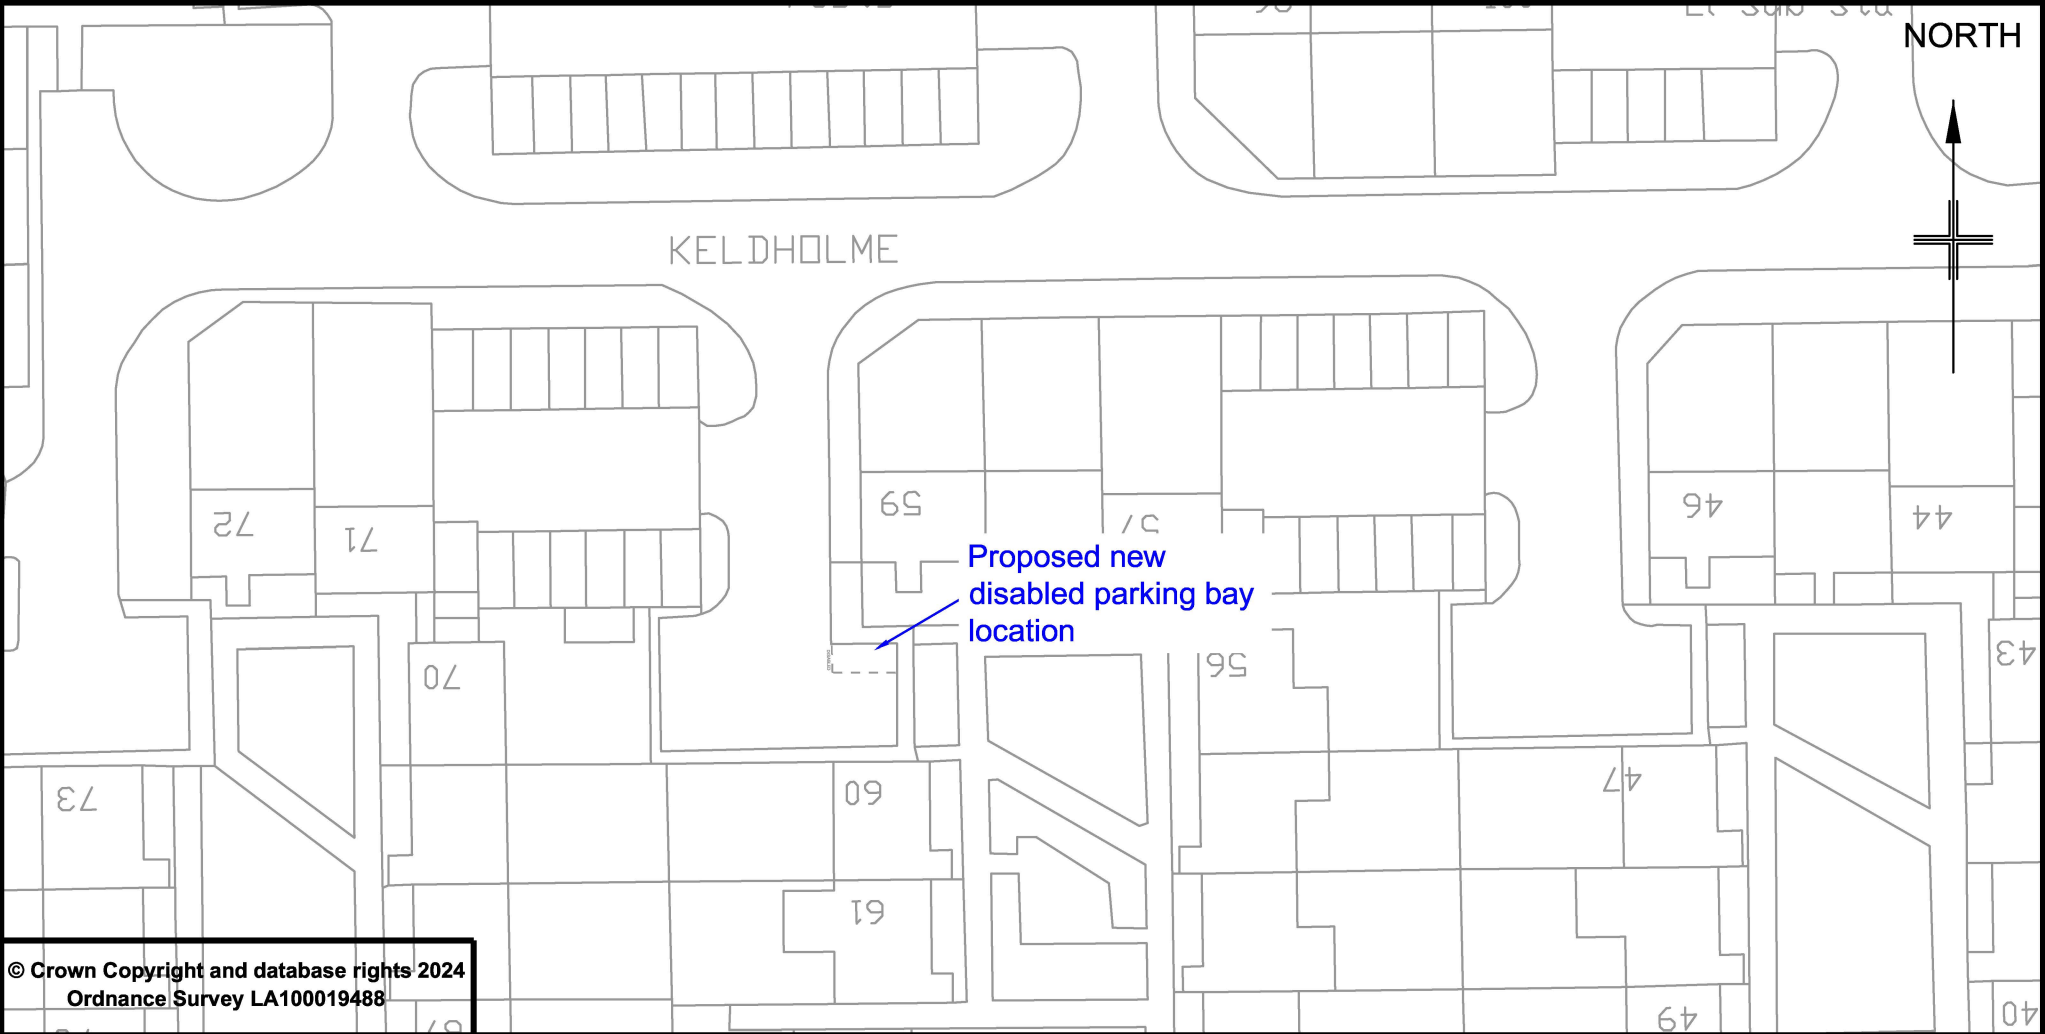 NORTH
KELDHOLME
59
72
71
46
44
Proposed new
disabled parking bay
location
56
43
70
73
60
47
61
© Crown Copyright and database rights 2024
Ordnance Survey LA100019488
49
40